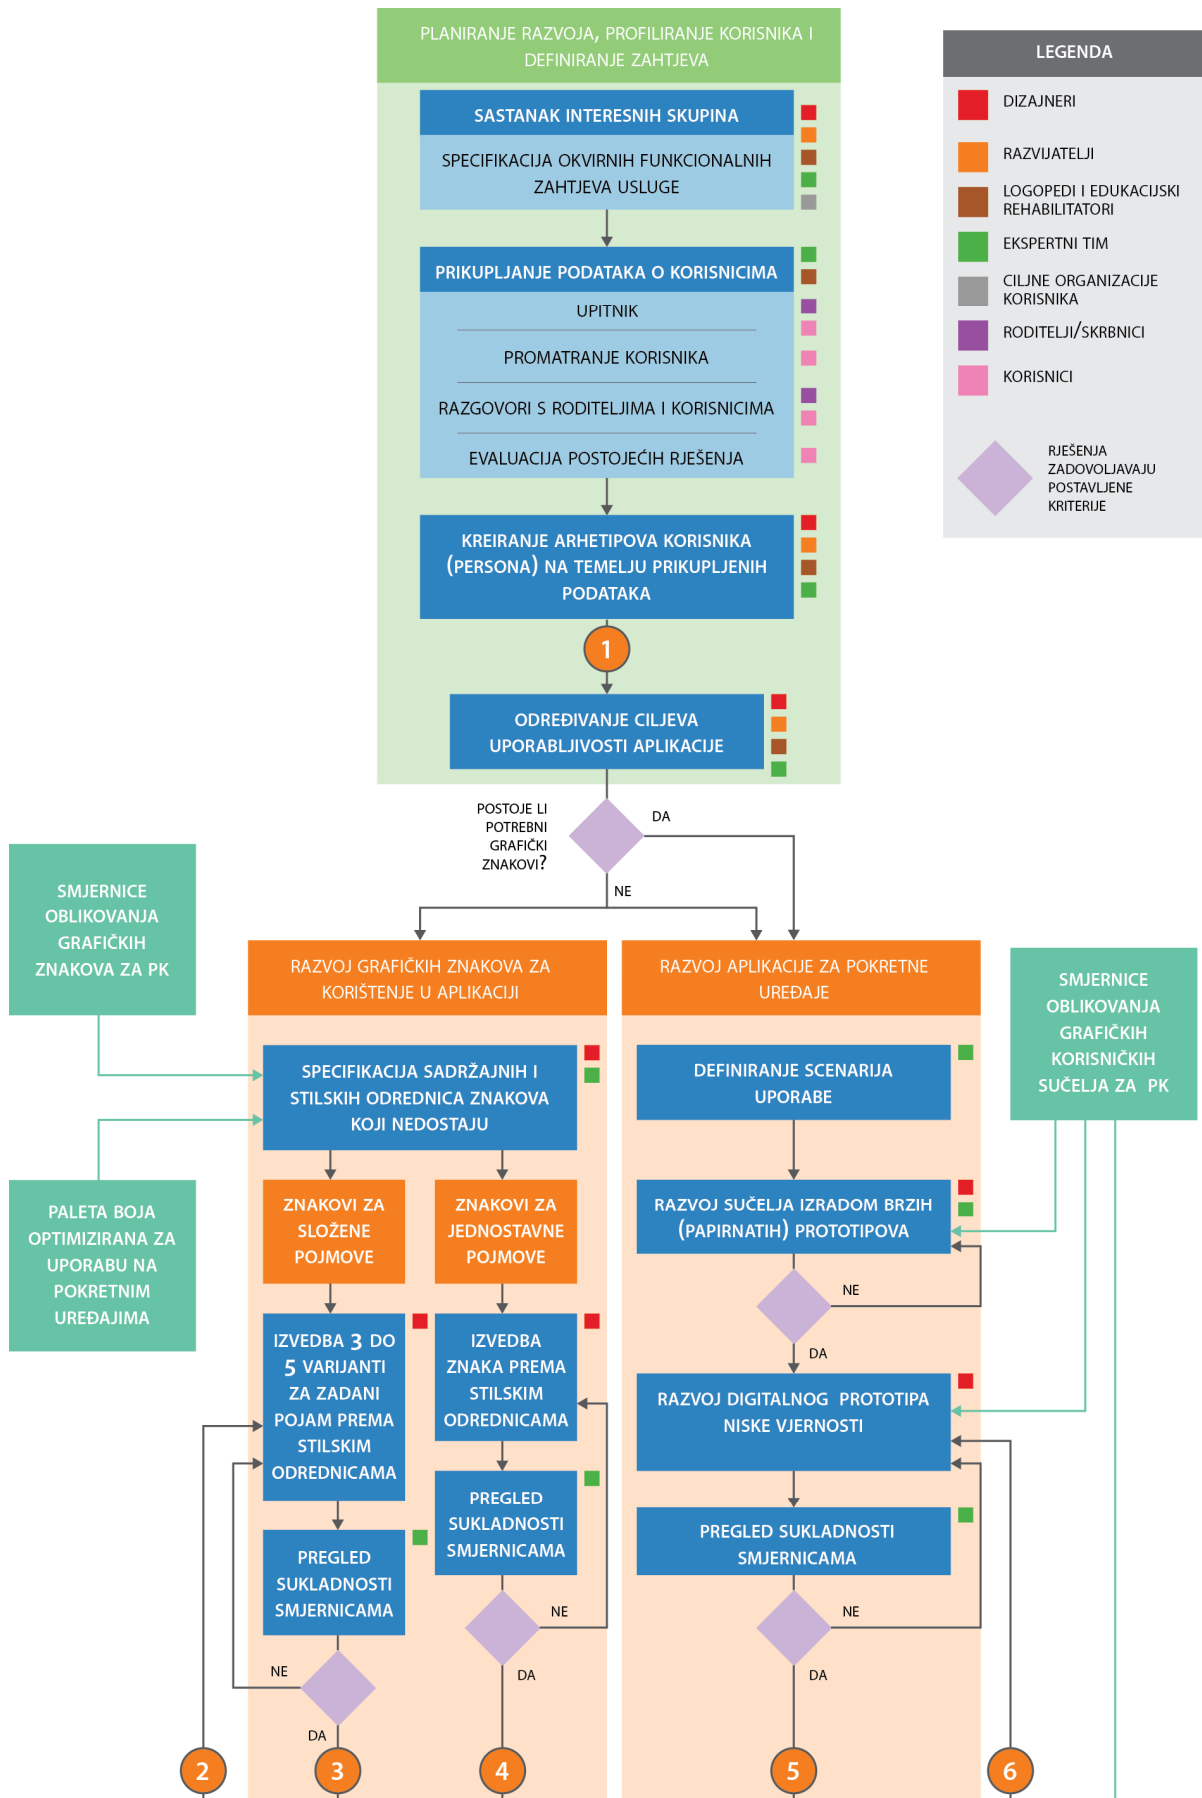 PLANIRANJE RAZVOJA, PROFILIRANJE KORISNIKA I
DEFINIRANJE ZAHTJEVA
SASTANAK INTERESNIH SKUPINA
SPECIFIKACIJA OKVIRNIH FUNKCIONALNIH
ZAHTJEVA USLUGE
PRIKUPLJANJE PODATAKA O KORISNICIMA
UPITNIK
PROMATRANJE KORISNIKA
RAZGOVORI S RODITELJIMA I KORISNICIMA
EVALUACIJA POSTOJEĆIH RJEŠENJA
KREIRANJE ARHETIPOVA KORISNIKA
(PERSONA) NA TEMELJU PRIKUPLJENIH
PODATAKA
1
ODREĐIVANJE CILJEVA
UPORABLJIVOSTI APLIKACIJE
LEGENDA
DIZAJNERI
RAZVIJATELJI
LOGOPEDI I EDUKACIJSKI
REHABILITATORI
EKSPERTNI TIM
CILJNE ORGANIZACIJE
KORISNIKA
RODITELJI/SKRBNICI
KORISNICI
RJEŠENJA
ZADOVOLJAVAJU
POSTAVLJENE
KRITERIJE
POSTOJE LI
POTREBNI
GRAFIČKI
ZNAKOVI?
DA
NE
SMJERNICE
OBLIKOVANJA
GRAFIČKIH
ZNAKOVA ZA PK
PALETA BOJA
OPTIMIZIRANA ZA
UPORABU NA
POKRETNIM
UREĐAJIMA
RAZVOJ GRAFIČKIH ZNAKOVA ZA
KORIŠTENJE U APLIKACIJI
SPECIFIKACIJA SADRŽAJNIH I
STILSKIH ODREDNICA ZNAKOVA
KOJI NEDOSTAJU
ZNAKOVI ZA
SLOŽENE
POJMOVE
IZVEDBA 3 DO
5 VARIJANTI
ZA ZADANI
POJAM PREMA
STILSKIM
ODREDNICAMA
PREGLED
SUKLADNOSTI
SMJERNICAMA
NE
DA
ZNAKOVI ZA
JEDNOSTAVNE
POJMOVE
IZVEDBA
ZNAKA PREMA
STILSKIM
ODREDNICAMA
PREGLED
SUKLADNOSTI
SMJERNICAMA
NE
DA
RAZVOJ APLIKACIJE ZA POKRETNE
UREĐAJE
DEFINIRANJE SCENARIJA
UPORABE
RAZVOJ SUČELJA IZRADOM BRZIH
(PAPIRNATIH) PROTOTIPOVA
NE
DA
RAZVOJ DIGITALNOG PROTOTIPA
NISKE VJERNOSTI
PREGLED SUKLADNOSTI
SMJERNICAMA
NE
DA
SMJERNICE
OBLIKOVANJA
GRAFIČKIH
KORISNIČKIH
SUČELJA ZA PK
2
3
4
5
6